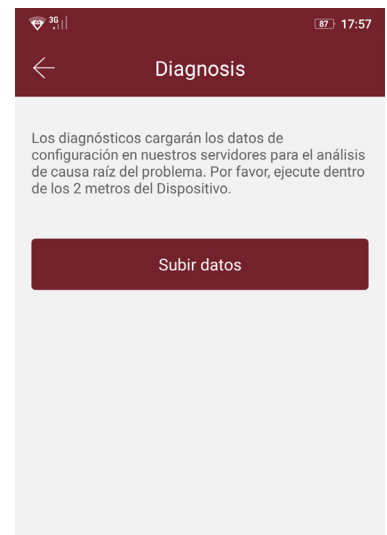 3G 87 17:57
Diagnosis
Los diagnósticos cargarán los datos de
configuración en nuestros servidores para el análisis
de causa raíz del problema. Por favor, ejecute dentro
de los 2 metros del Dispositivo.
Subir datos